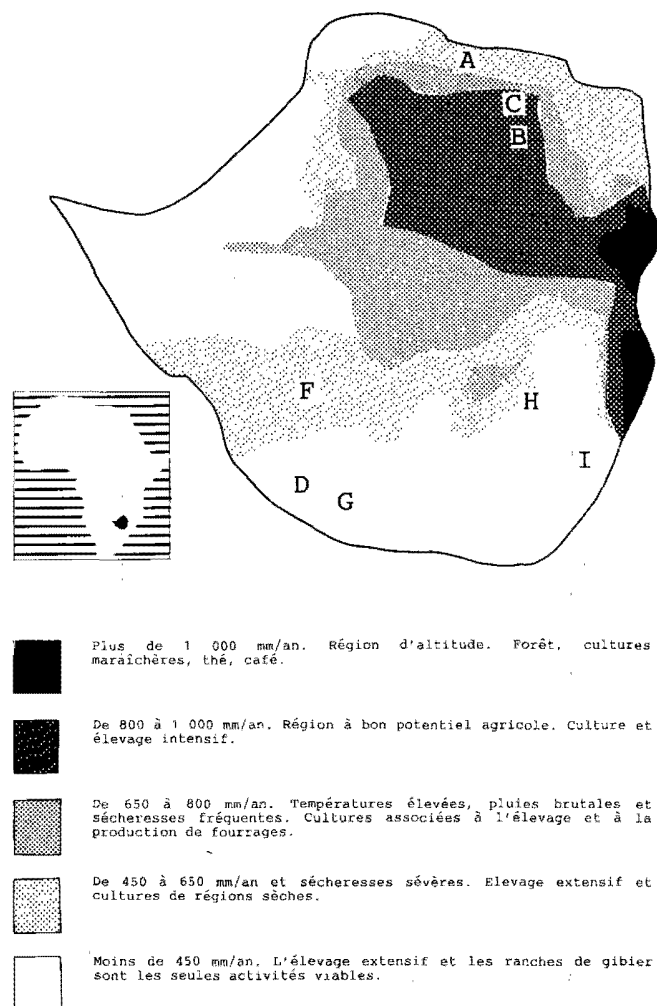 A
C
B
F
H
I
D
G
Plus de 1 000 mm/an. Région d'altitude. Forêt, cultures
maraîchères, thé, café.
De 800 à 1 000 mm/an. Région à bon potentiel agricole. Culture et
élevage intensif.
De 650 à 800 mm/an. Températures élevées, pluies brutales et
sécheresses fréquentes. Cultures associées à l'élevage et à la
production de fourrages.
De 450 à 650 mm/an et sécheresses sévères. Elevage extensif et
cultures de régions sèches.
Moins de 450 mm/an. L'élevage extensif et les ranches de gibier
sont les seules activités viables.